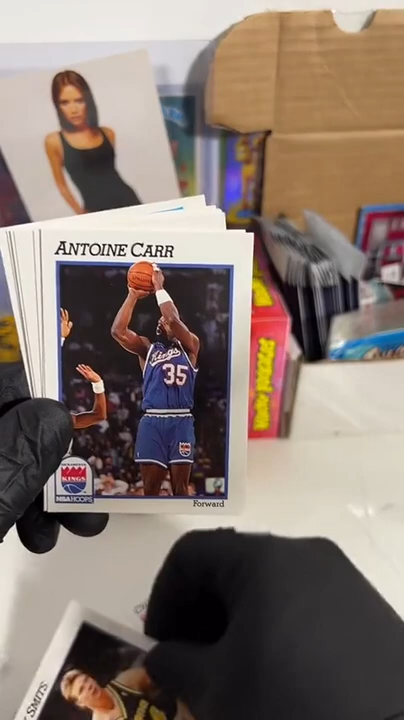 ANTOINE CARR
Kings
35
KINGS
NBA HOOPS
Forward
SMITS